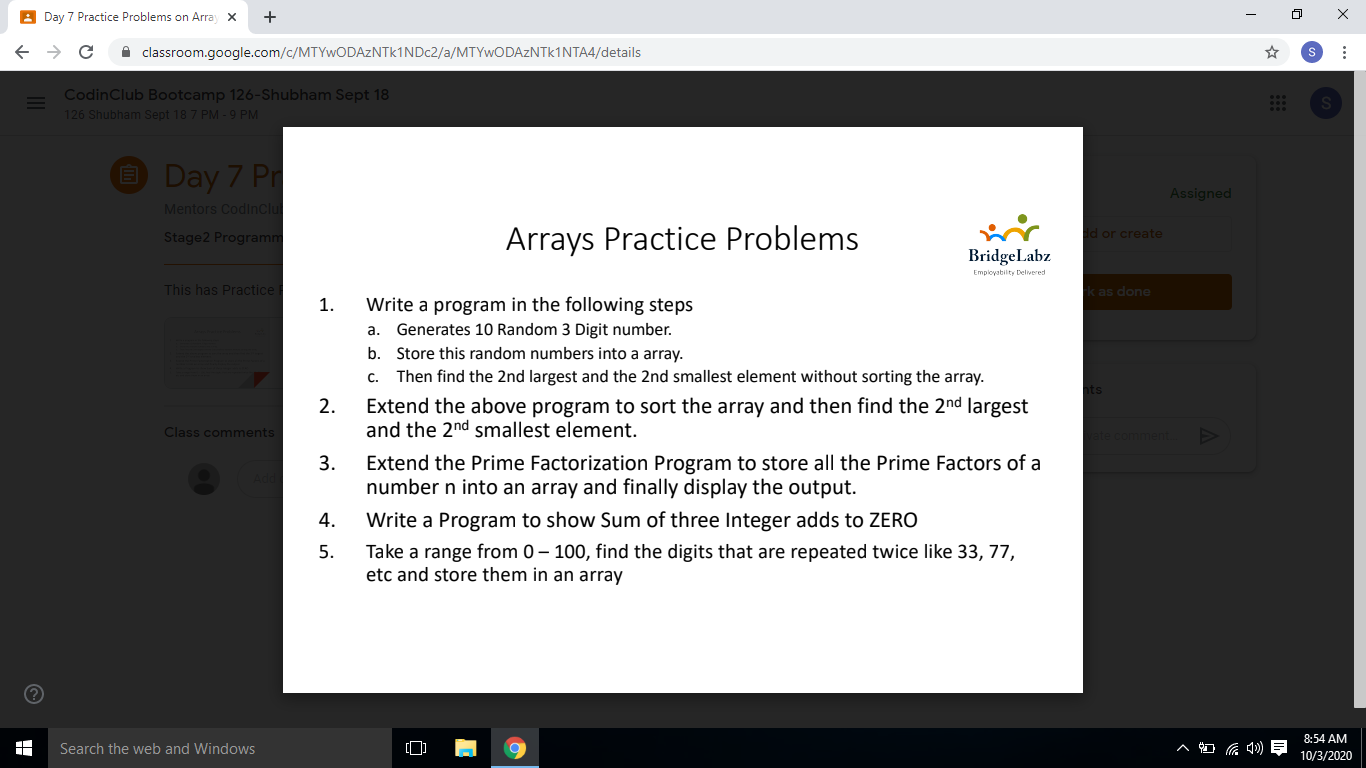 Day 7 Practice Problems on Array
classroom.google.com/c/MTYwODAzNTk1NDc2/a/MTYwODAzNTk1NTA4/details
S
CodinClub Bootcamp 126-Shubham Sept 18
126 Shubham Sept 18 7 PM - 9 PM
S
Day 7 Pr
Assigned
Mentors CodInClu
Stage2 Programm
dd or create
This has Practice P
k as done
Class comments
nts
Add
vate comment...
Arrays Practice Problems
BridgeLabz
Employability Delivered
1. Write a program in the following steps
a. Generates 10 Random 3 Digit number.
b. Store this random numbers into a array.
c. Then find the 2nd largest and the 2nd smallest element without sorting the array.
2. Extend the above program to sort the array and then find the 2nd largest
and the 2nd smallest element.
3. Extend the Prime Factorization Program to store all the Prime Factors of a
number n into an array and finally display the output.
4. Write a Program to show Sum of three Integer adds to ZERO
5. Take a range from 0 – 100, find the digits that are repeated twice like 33, 77,
etc and store them in an array
Search the web and Windows
8:54 AM
10/3/2020